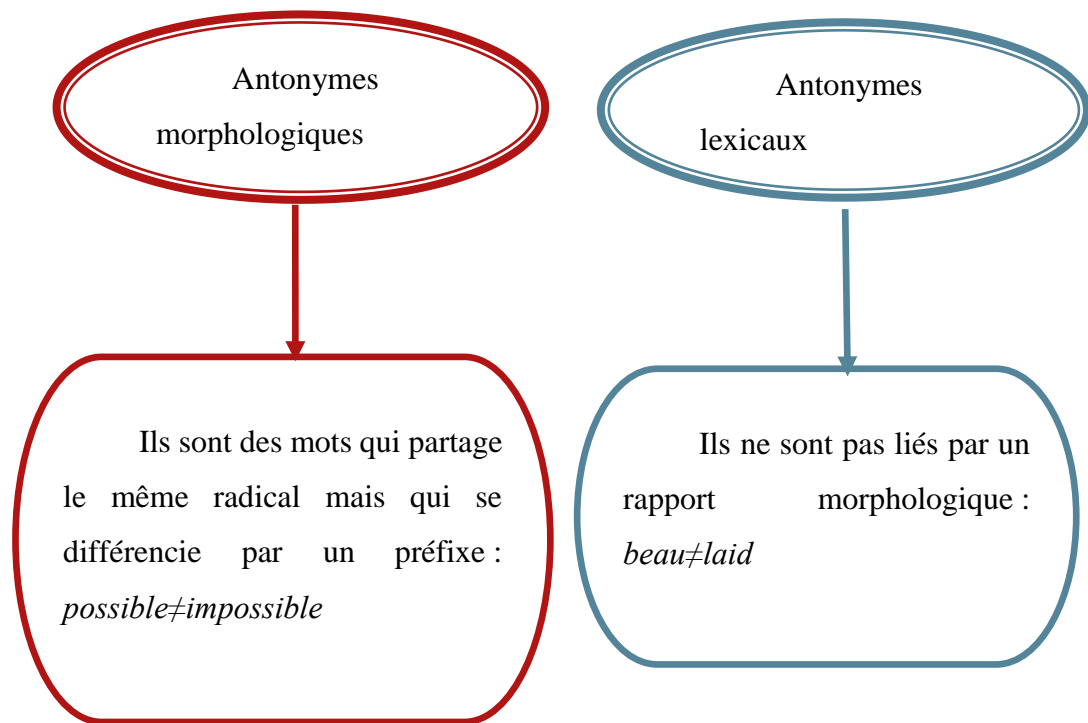 Antonymes
morphologiques
Antonymes
lexicaux
Ils sont des mots qui partage
le même radical mais qui se
différencie par un préfixe :
possible≠impossible
Ils ne sont pas liés par un
rapport morphologique :
beau≠laid